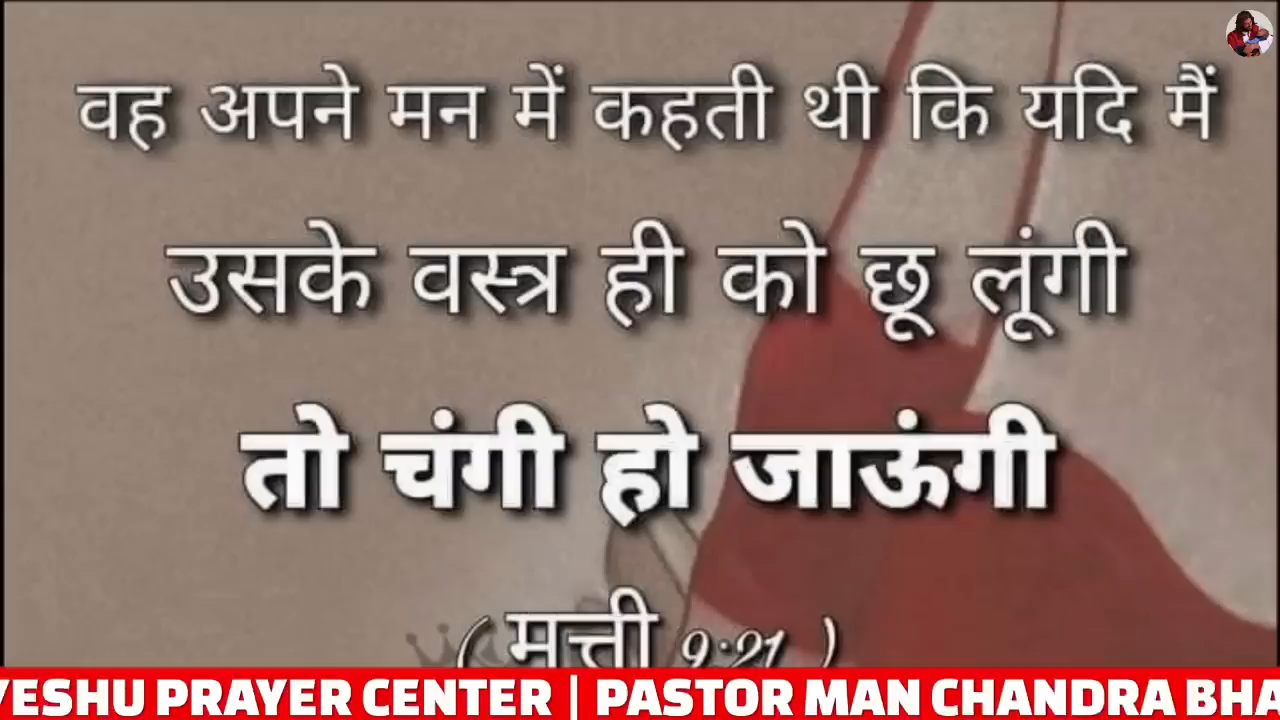 वह अपने मन में कहती थी कि यदि मैं
उसके वस्त्र ही को छू लूंगी
तो चंगी हो जाऊंगी
( मत्ती 9:21 )
YESHU PRAYER CENTER | PASTOR MAN CHANDRA BHA